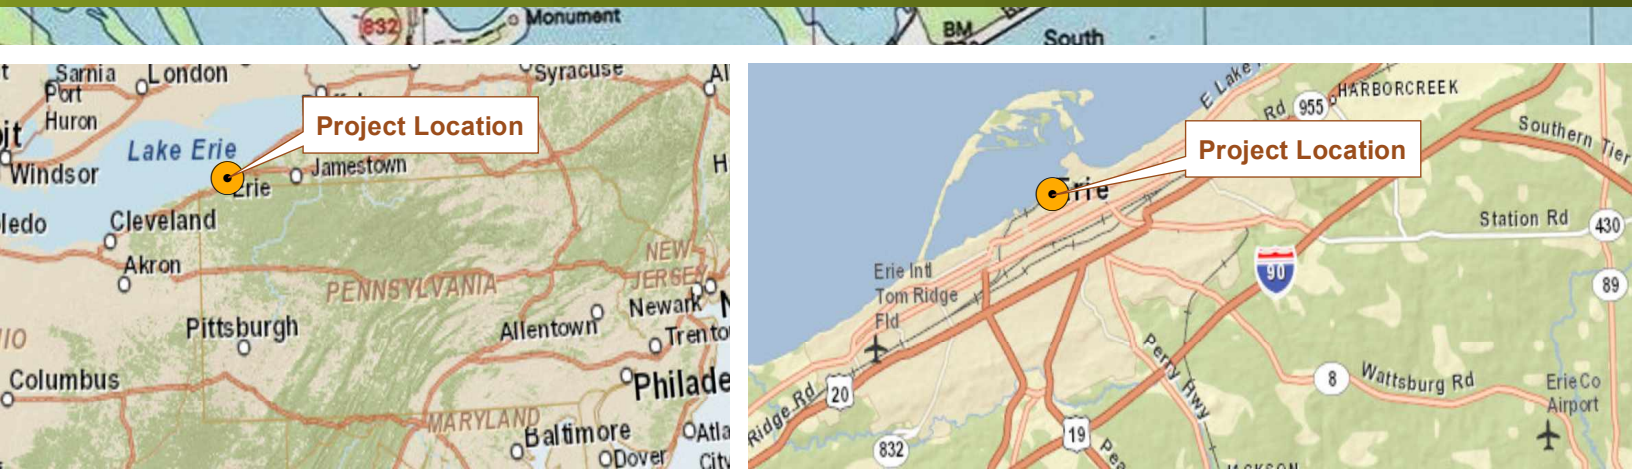 832
Monument
BM
South
Sarnia
London
Syracuse
Port
Huron
Project Location
Lake Erie
Windsor
Jamestown
Erie
Cleveland
Akron
NEW
JERSEY
PENNSYLVANIA
Newark
Pittsburgh
Allentown
Trento
Columbus
Philade
MARYLAND
Baltimore
Atla
Dover
City
E Lake
Rd
955
HARBORCREEK
Southern Tier
Project Location
Erie
Station Rd
430
Erie Intl
Tom Ridge
Fld
90
89
Perry Hwy
8
Wattsburg Rd
Erie Co
Airport
Ridge Rd
20
19
832
Pea